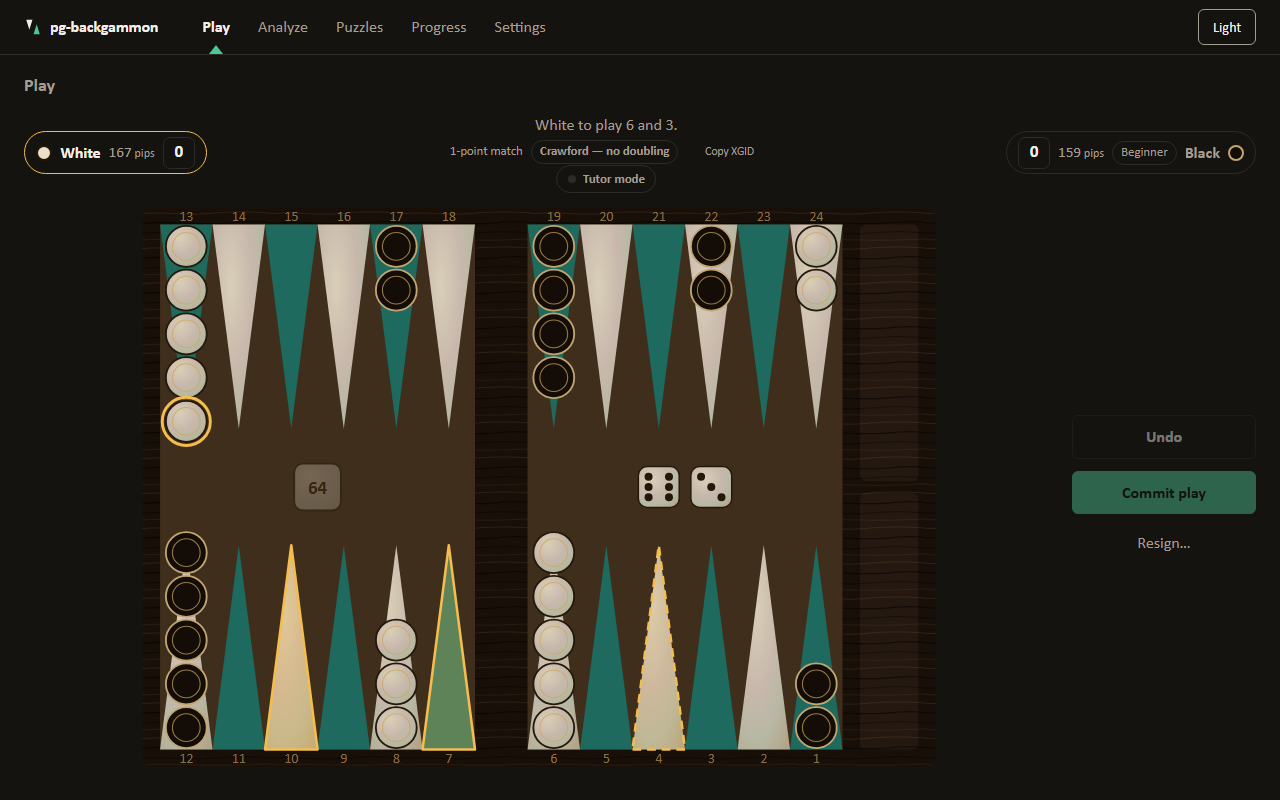 pg-backgammon Play Analyze Puzzles Progress Settings Light
Play
White to play 6 and 3.
White 167 pips 0
1-point match Crawford — no doubling Copy XGID
0 159 pips Beginner Black
Tutor mode
13 14 15 16 17 18 19 20 21 22 23 24
64
Undo
Commit play
Resign...
12 11 10 9 8 7 6 5 4 3 2 1